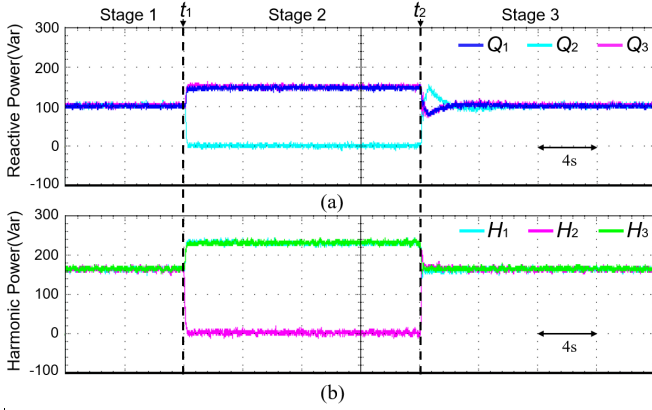 Stage 1 t1 Stage 2 t2 Stage 3
Reactive Power(Var)
300
200
100
0
-100
Q1 Q2 Q3
4s
(a)
Harmonic Power(Var)
300
200
100
0
-100
H1 H2 H3
4s
(b)